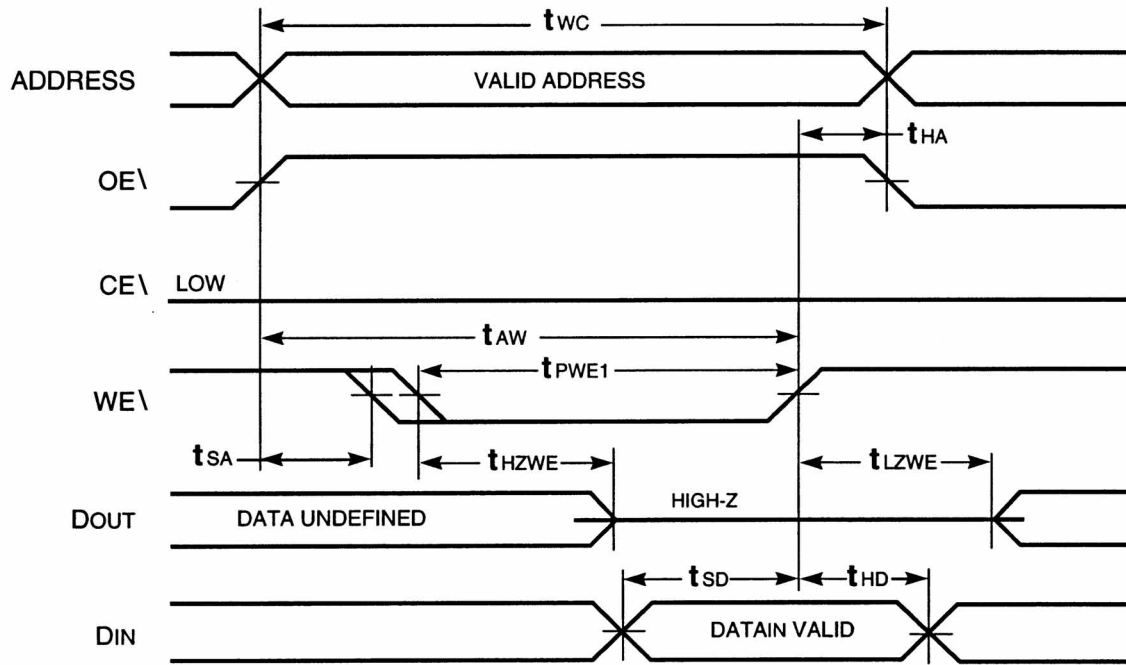 tWC
ADDRESS
VALID ADDRESS
tHA
OE\
CE\
LOW
tAW
tPWE1
WE\
tSA
tHZWE
tLZWE
DOUT
DATA UNDEFINED
HIGH-Z
tSD
tHD
DIN
DATAIN VALID